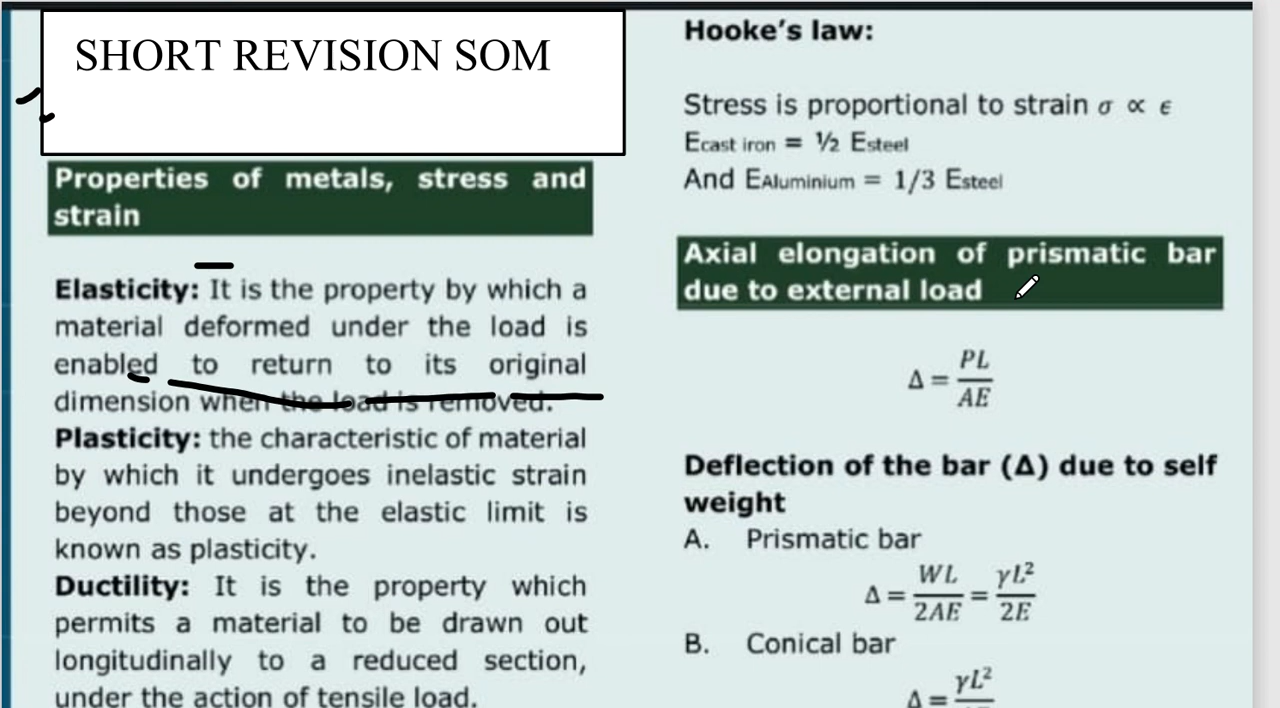 SHORT REVISION SOM
Properties of metals, stress and
strain
Elasticity: It is the property by which a
material deformed under the load is
enabled to return to its original
dimension when the load is removed.
Plasticity: the characteristic of material
by which it undergoes inelastic strain
beyond those at the elastic limit is
known as plasticity.
Ductility: It is the property which
permits a material to be drawn out
longitudinally to a reduced section,
under the action of tensile load.
Hooke's law:
Stress is proportional to strain σ ∝ ϵ
Ecast iron = ½ Esteel
And EAluminium = 1/3 Esteel
Axial elongation of prismatic bar
due to external load
Δ = PL/AE
Deflection of the bar (Δ) due to self
weight
A. Prismatic bar
Δ = WL/2AE = γL²/2E
B. Conical bar
Δ = γL²